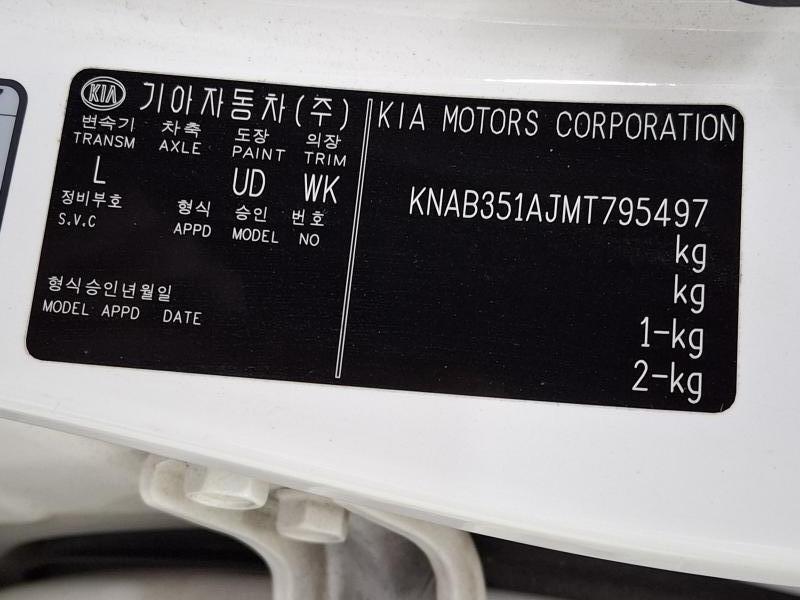 KIA 기아자동차(주)
변속기 차축 도장 의장
TRANSM AXLE PAINT TRIM
L UD WK
정비부호 형식 승인 번호
S.V.C APPD MODEL NO
형식승인년월일
MODEL APPD DATE
KIA MOTORS CORPORATION
KNAB351AJMT795497
kg
kg
1-kg
2-kg